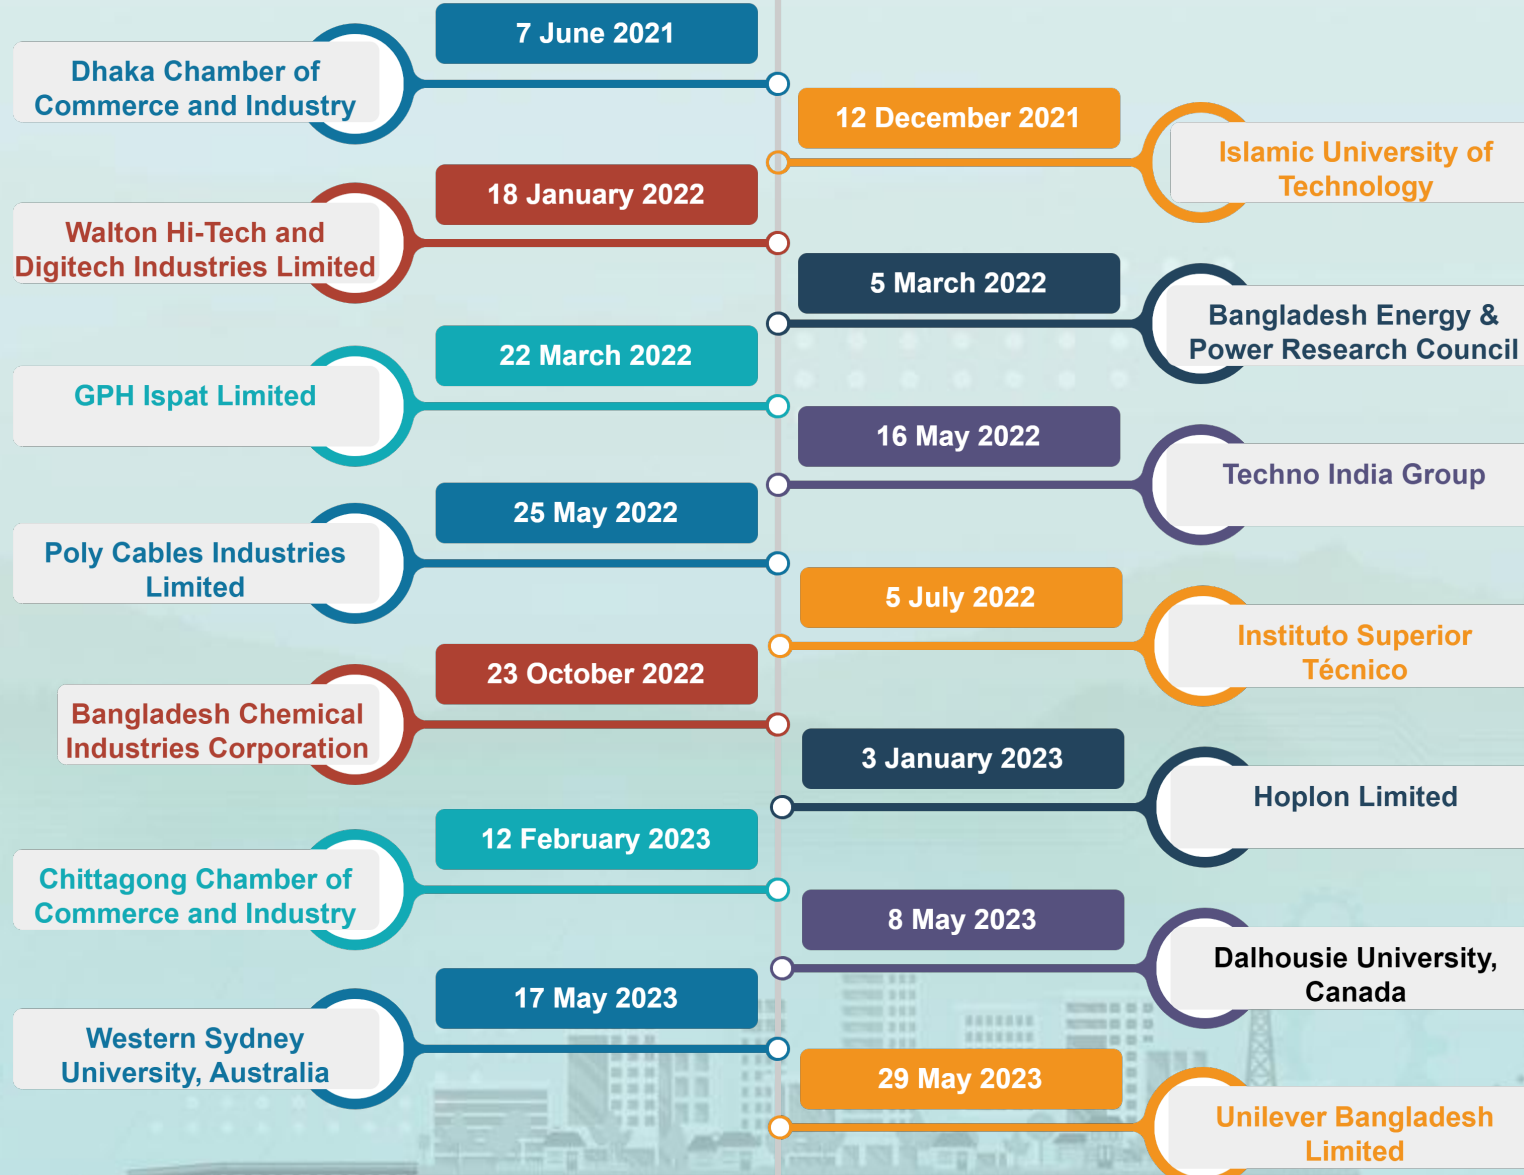 7 June 2021
Dhaka Chamber of
Commerce and Industry
12 December 2021
Islamic University of
Technology
18 January 2022
Walton Hi-Tech and
Digitech Industries Limited
5 March 2022
Bangladesh Energy &
Power Research Council
22 March 2022
GPH Ispat Limited
16 May 2022
Techno India Group
25 May 2022
Poly Cables Industries
Limited
5 July 2022
Instituto Superior
Técnico
23 October 2022
Bangladesh Chemical
Industries Corporation
3 January 2023
Hoplon Limited
12 February 2023
Chittagong Chamber of
Commerce and Industry
8 May 2023
Dalhousie University,
Canada
17 May 2023
Western Sydney
University, Australia
29 May 2023
Unilever Bangladesh
Limited